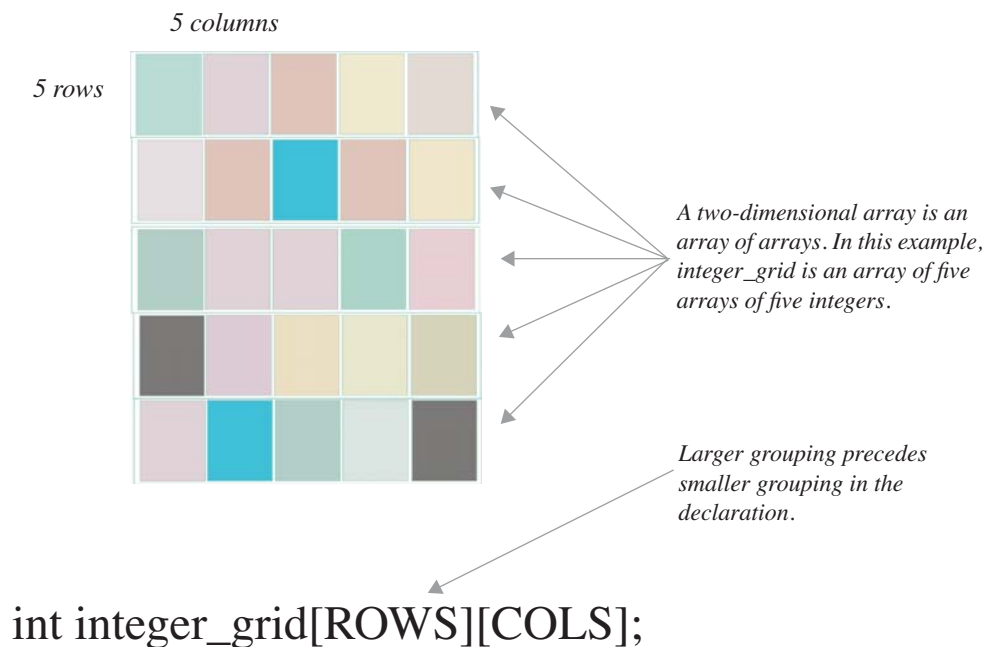 5 columns
5 rows
A two-dimensional array is an
array of arrays. In this example,
integer_grid is an array of five
arrays of five integers.
Larger grouping precedes
smaller grouping in the
declaration.
int integer_grid[ROWS][COLS];